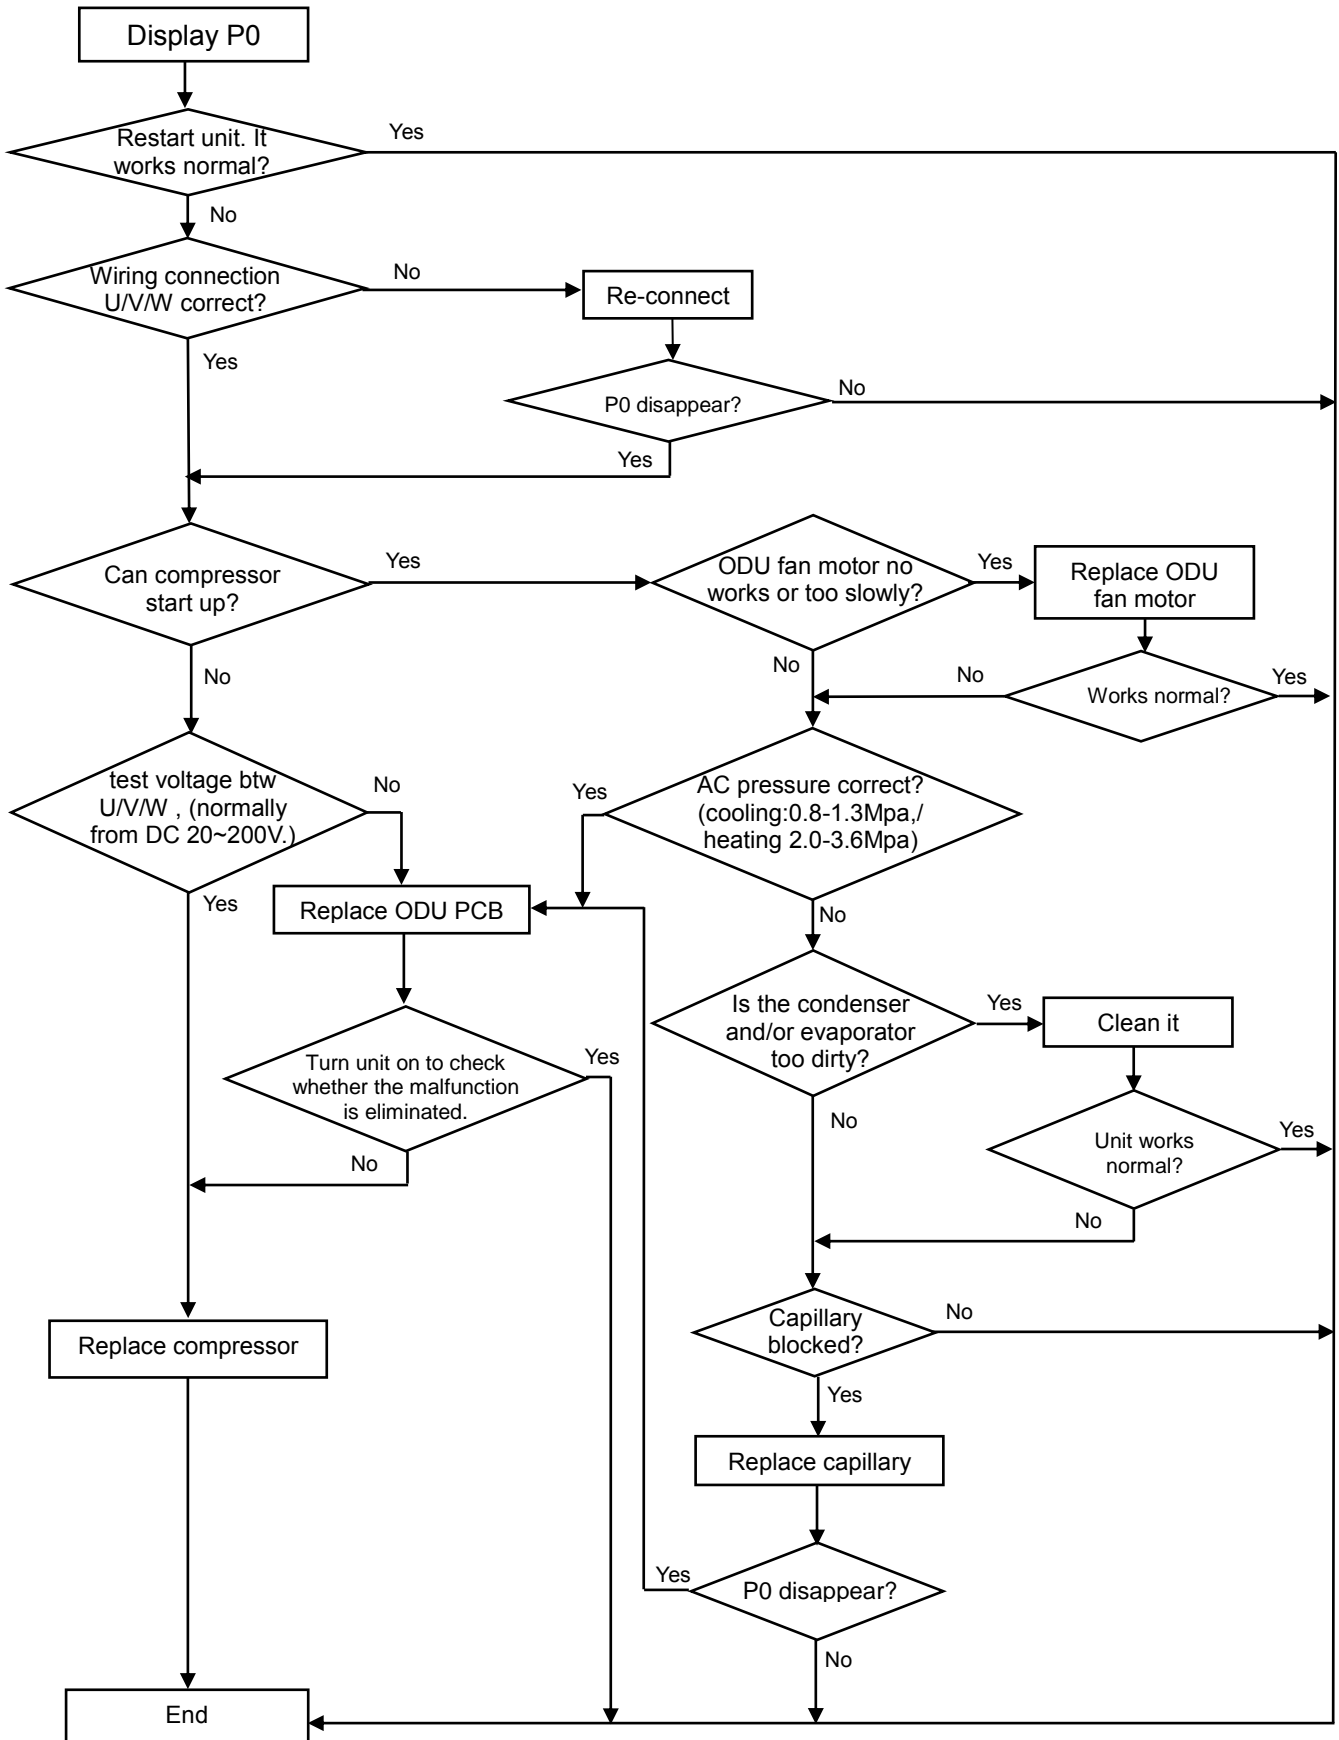 Display P0
Restart unit. It
works normal?
Yes
No
Wiring connection
U/V/W correct?
No
Re-connect
Yes
P0 disappear?
No
Yes
Can compressor
start up?
Yes
ODU fan motor no
works or too slowly?
Yes
Replace ODU
fan motor
No
No
No
Works normal?
Yes
test voltage btw
U/V/W , (normally
from DC 20~200V.)
No
Yes
AC pressure correct?
(cooling:0.8-1.3Mpa,/
heating 2.0-3.6Mpa)
Yes
Replace ODU PCB
No
Is the condenser
and/or evaporator
too dirty?
Yes
Clean it
Turn unit on to check
whether the malfunction
is eliminated.
Yes
No
Unit works
normal?
Yes
No
No
Capillary
blocked?
No
Replace compressor
Yes
Replace capillary
Yes
P0 disappear?
No
End